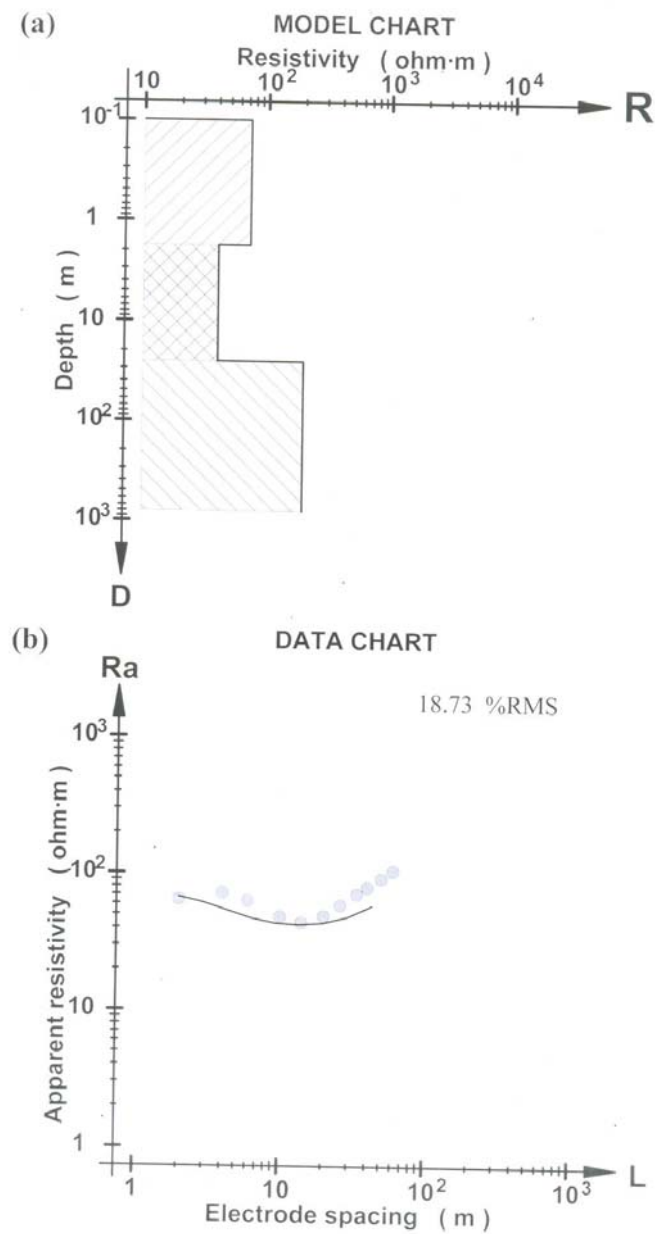 (a)
MODEL CHART
Resistivity ( ohm·m)
10 10² 10³ 10⁴
R
10⁻¹
1
10
10²
10³
Depth ( m )
D
(b)
DATA CHART
Ra
18.73 %RMS
10³
10²
10
1
Apparent resistivity ( ohm·m)
1 10 10² 10³
L
Electrode spacing ( m )